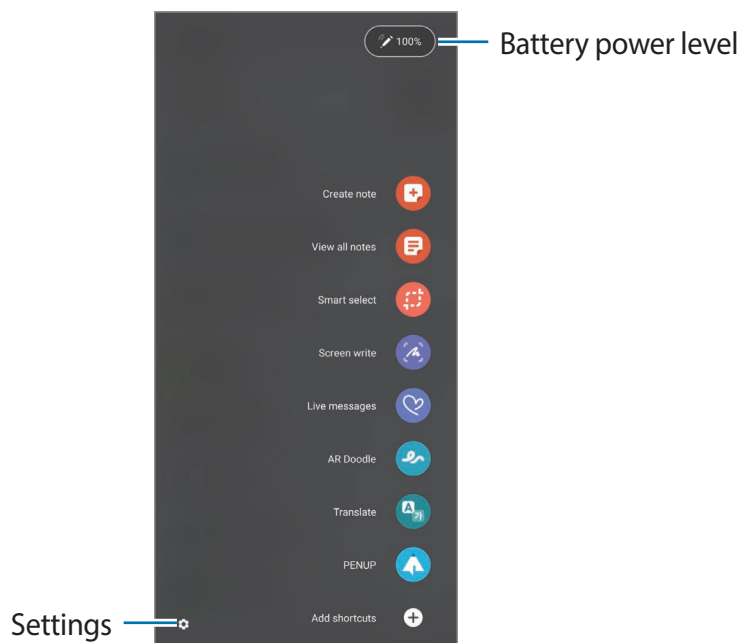 100%
Battery power level
Create note
View all notes
Smart select
Screen write
Live messages
AR Doodle
Translate
A
가
PENUP
Add shortcuts
Settings